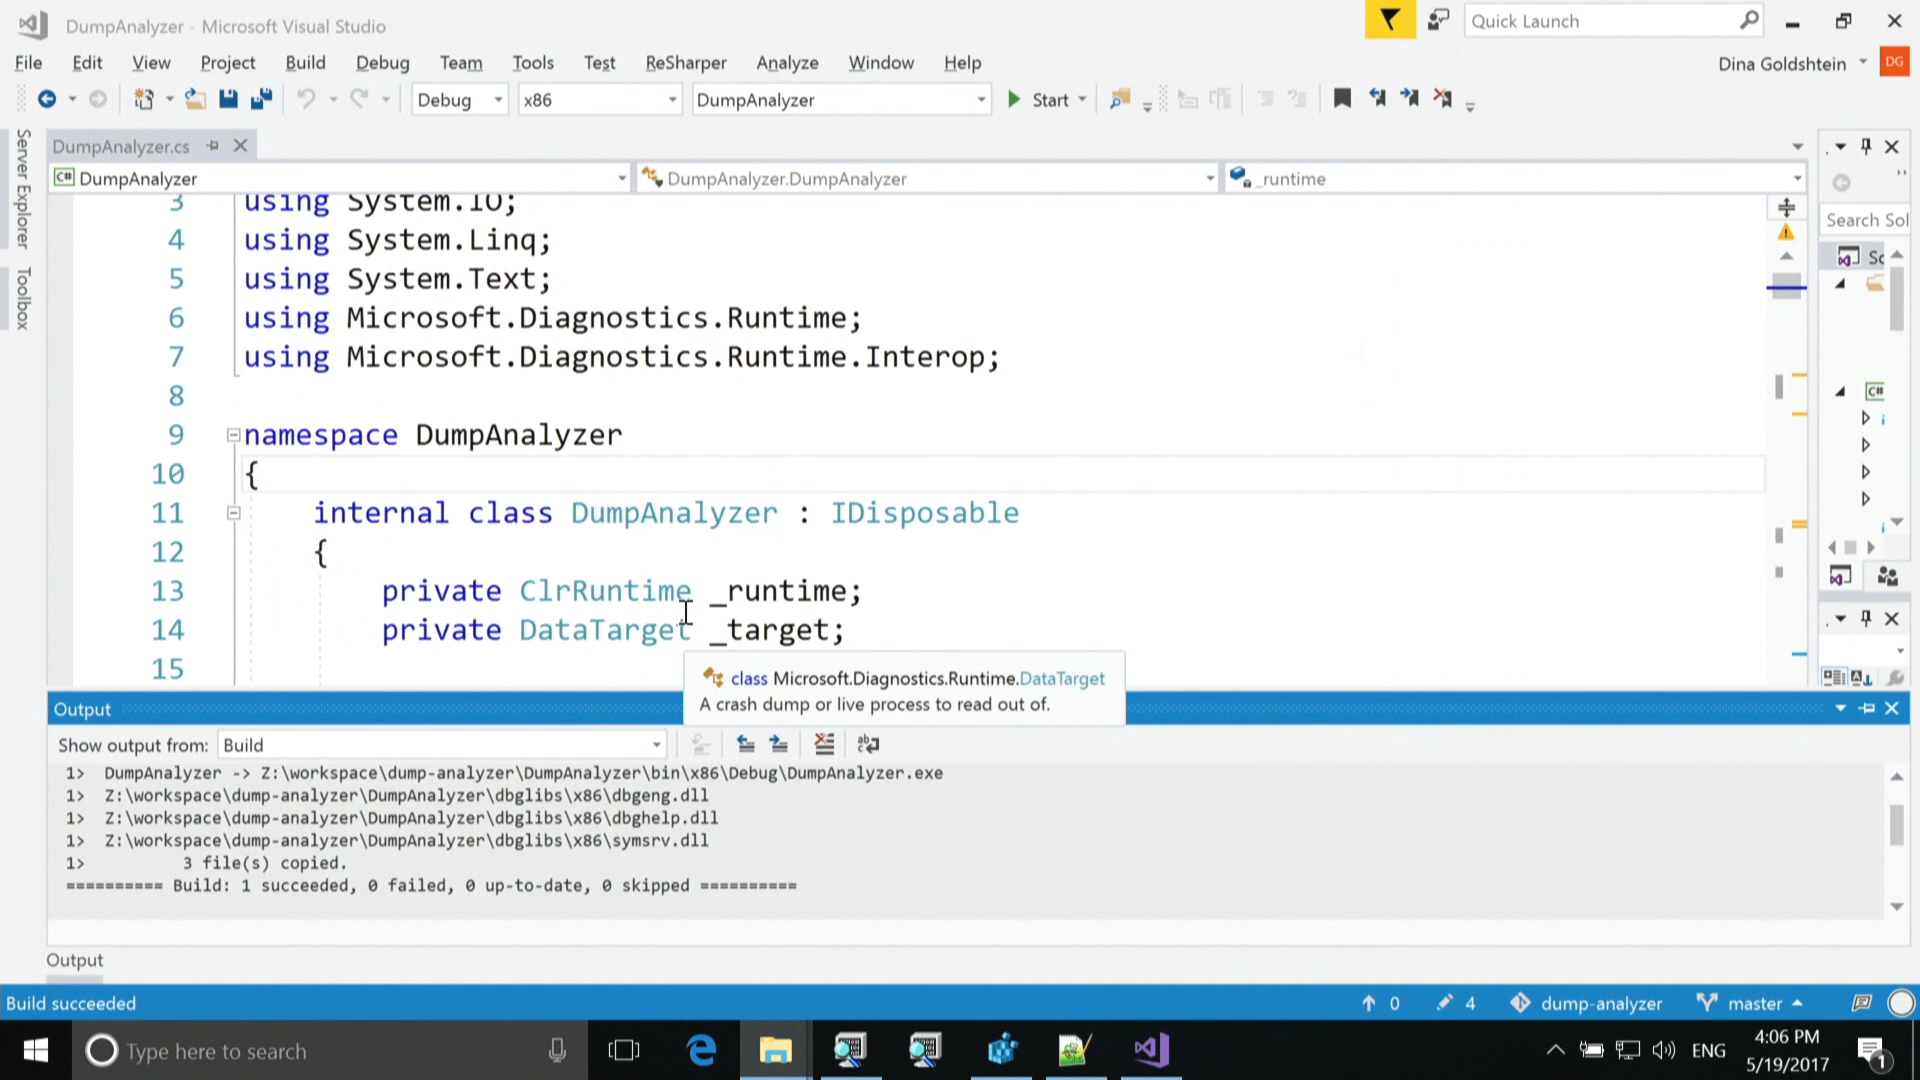 DumpAnalyzer - Microsoft Visual Studio
Quick Launch
File Edit View Project Build Debug Team Tools Test ReSharper Analyze Window Help
Dina Goldshtein DG
Debug x86 DumpAnalyzer Start
Server Explorer
Toolbox
DumpAnalyzer.cs
C# DumpAnalyzer
DumpAnalyzer.DumpAnalyzer
_runtime
Search Sol
3 using System.IO;
4 using System.Linq;
5 using System.Text;
6 using Microsoft.Diagnostics.Runtime;
7 using Microsoft.Diagnostics.Runtime.Interop;
8
9 namespace DumpAnalyzer
10 {
11 internal class DumpAnalyzer : IDisposable
12 {
13 private ClrRuntime _runtime;
14 private DataTarget _target;
15
class Microsoft.Diagnostics.Runtime.DataTarget
A crash dump or live process to read out of.
Sc
C#
Output
Show output from: Build
1> DumpAnalyzer -> Z:\workspace\dump-analyzer\DumpAnalyzer\bin\x86\Debug\DumpAnalyzer.exe
1> Z:\workspace\dump-analyzer\DumpAnalyzer\dbglibs\x86\dbgeng.dll
1> Z:\workspace\dump-analyzer\DumpAnalyzer\dbglibs\x86\dbghelp.dll
1> Z:\workspace\dump-analyzer\DumpAnalyzer\dbglibs\x86\symsrv.dll
1> 3 file(s) copied.
========== Build: 1 succeeded, 0 failed, 0 up-to-date, 0 skipped ==========
Output
Build succeeded
0 4 dump-analyzer master
Type here to search
ENG
4:06 PM
5/19/2017
1